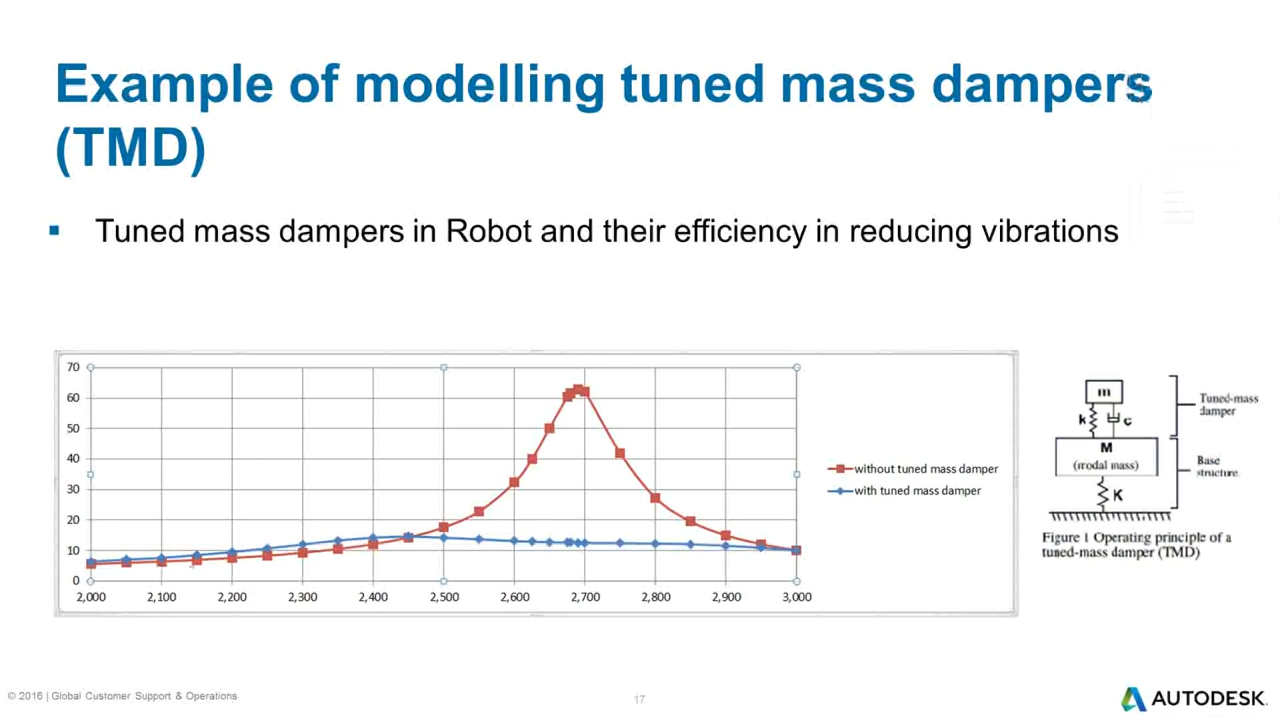 Example of modelling tuned mass dampers
(TMD)
▪ Tuned mass dampers in Robot and their efficiency in reducing vibrations
70
60
50
40
30
20
10
0
2,000 2,100 2,200 2,300 2,400 2,500 2,600 2,700 2,800 2,900 3,000
without tuned mass damper
with tuned mass damper
m
k c
Tuned-mass
damper
M
(modal mass)
Base
structure
K
Figure 1 Operating principle of a
tuned-mass damper (TMD)
© 2016 | Global Customer Support & Operations
17
AUTODESK.